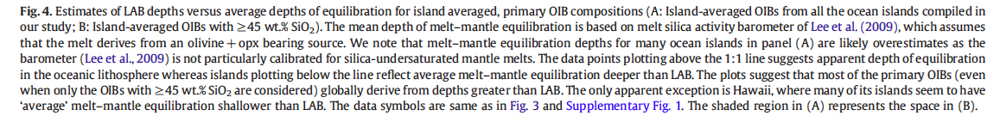 Fig. 4. Estimates of LAB depths versus average depths of equilibration for island averaged, primary OIB compositions (A: Island-averaged OIBs from all the ocean islands compiled in
our study; B: Island-averaged OIBs with ≥45 wt.% SiO₂). The mean depth of melt–mantle equilibration is based on melt silica activity barometer of Lee et al. (2009), which assumes
that the melt derives from an olivine + opx bearing source. We note that melt–mantle equilibration depths for many ocean islands in panel (A) are likely overestimates as the
barometer (Lee et al., 2009) is not particularly calibrated for silica-undersaturated mantle melts. The data points plotting above the 1:1 line suggests apparent depth of equilibration
in the oceanic lithosphere whereas islands plotting below the line reflect average melt–mantle equilibration deeper than LAB. The plots suggest that most of the primary OIBs (even
when only the OIBs with ≥45 wt.% SiO₂ are considered) globally derive from depths greater than LAB. The only apparent exception is Hawaii, where many of its islands seem to have
'average' melt–mantle equilibration shallower than LAB. The data symbols are same as in Fig. 3 and Supplementary Fig. 1. The shaded region in (A) represents the space in (B).